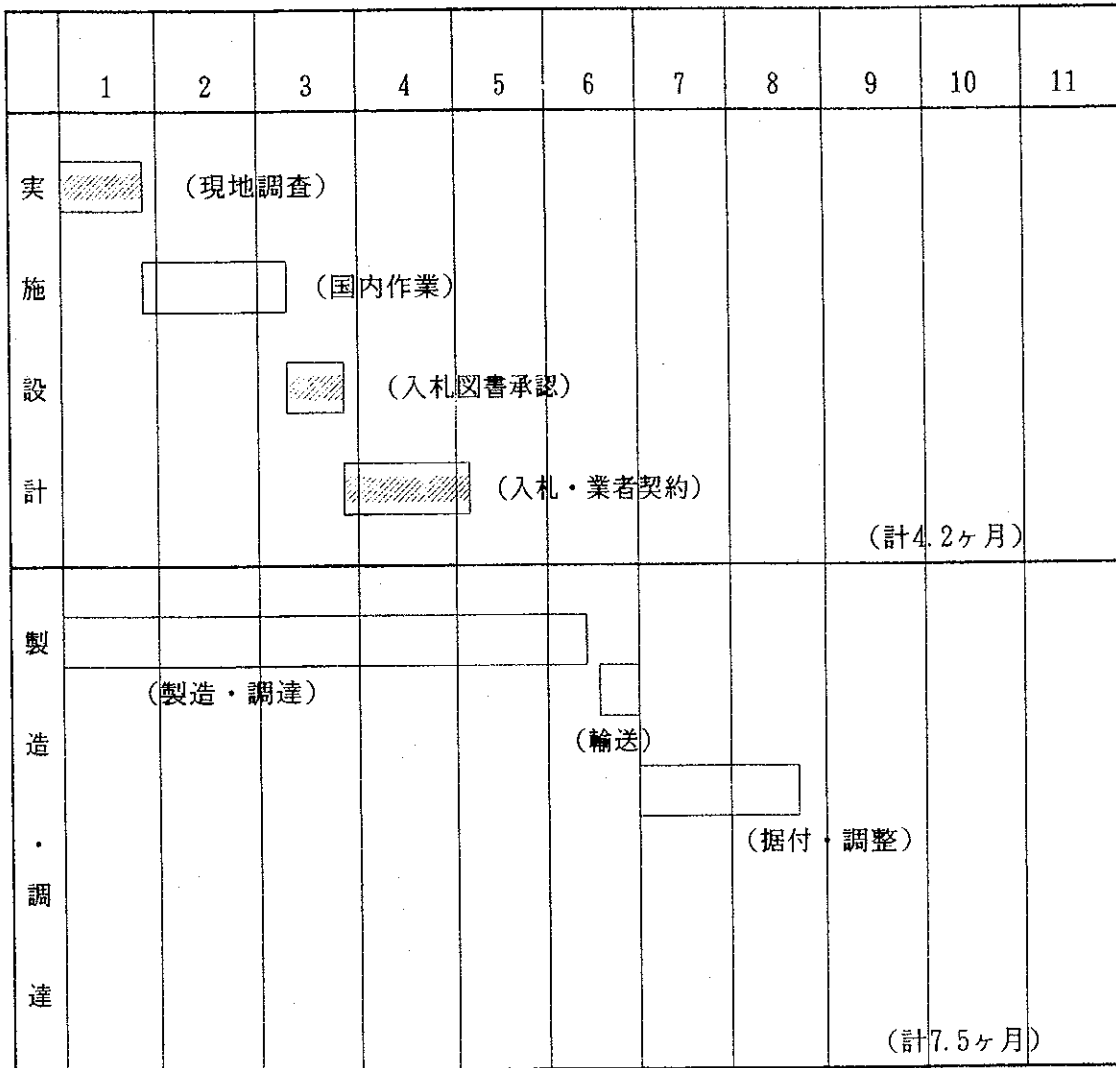 1 2 3 4 5 6 7 8 9 10 11
実施設計
（現地調査）
（国内作業）
（入札図書承認）
（入札・業者契約）
（計4.2ヶ月）
製造・調達
（製造・調達）
（輸送）
（据付・調整）
（計7.5ヶ月）